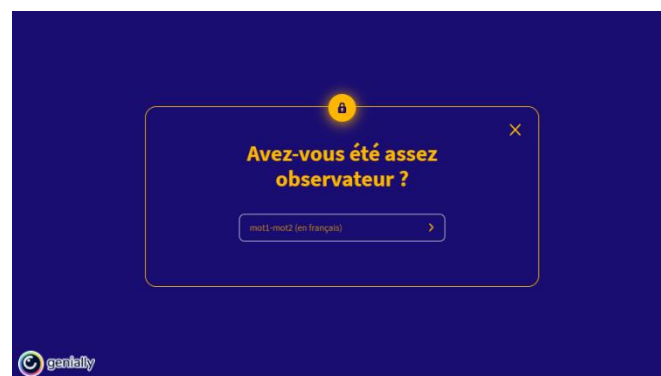 Avez-vous été assez
observateur ?
mot1-mot2 (en français)
genially